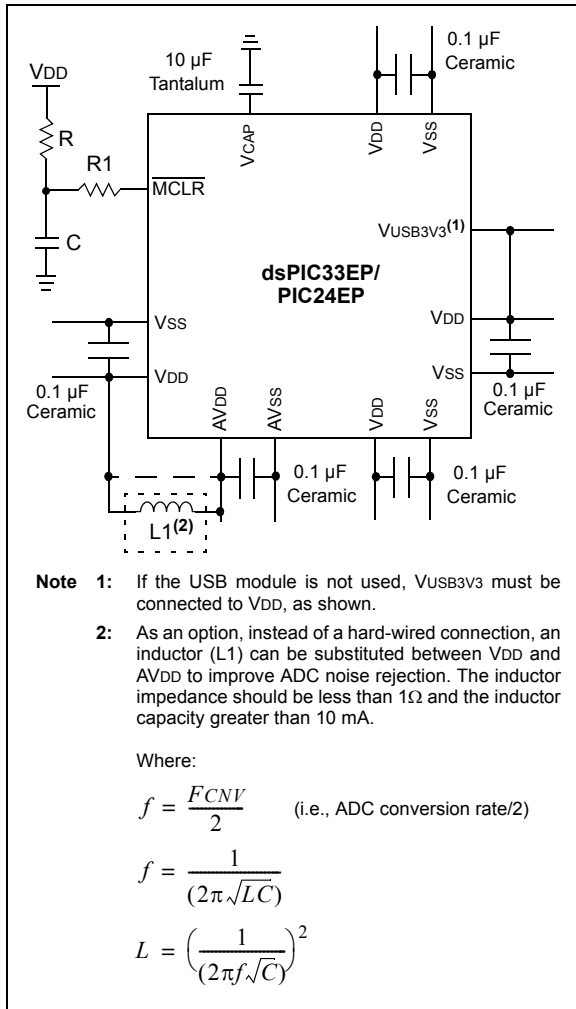 0.1 µF
Ceramic
10 µF
Tantalum
VDD
R
R1
C
VCAP
VDD
VSS
MCLR
VUSB3V3(1)
dsPIC33EP/
PIC24EP
VSS
VDD
VDD
VSS
0.1 µF
Ceramic
0.1 µF
Ceramic
AVDD
AVSS
VDD
VSS
0.1 µF
Ceramic
0.1 µF
Ceramic
L1(2)
Note 1: If the USB module is not used, VUSB3V3 must be
connected to VDD, as shown.
2: As an option, instead of a hard-wired connection, an
inductor (L1) can be substituted between VDD and
AVDD to improve ADC noise rejection. The inductor
impedance should be less than 1Ω and the inductor
capacity greater than 10 mA.
Where:
f = FCNV / 2 (i.e., ADC conversion rate/2)
f = 1 / (2π√LC)
L = (1 / (2πf√C))²